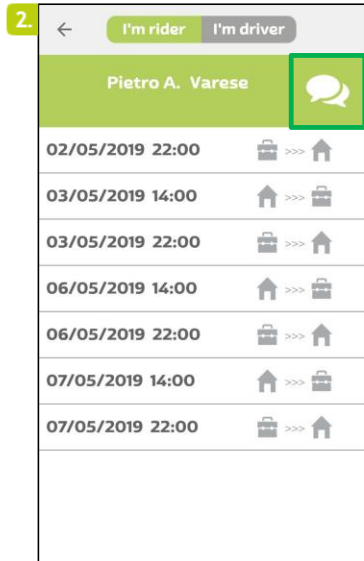 2.
I'm rider I'm driver
Pietro A. Varese
02/05/2019 22:00 >>>
03/05/2019 14:00 >>>
03/05/2019 22:00 >>>
06/05/2019 14:00 >>>
06/05/2019 22:00 >>>
07/05/2019 14:00 >>>
07/05/2019 22:00 >>>